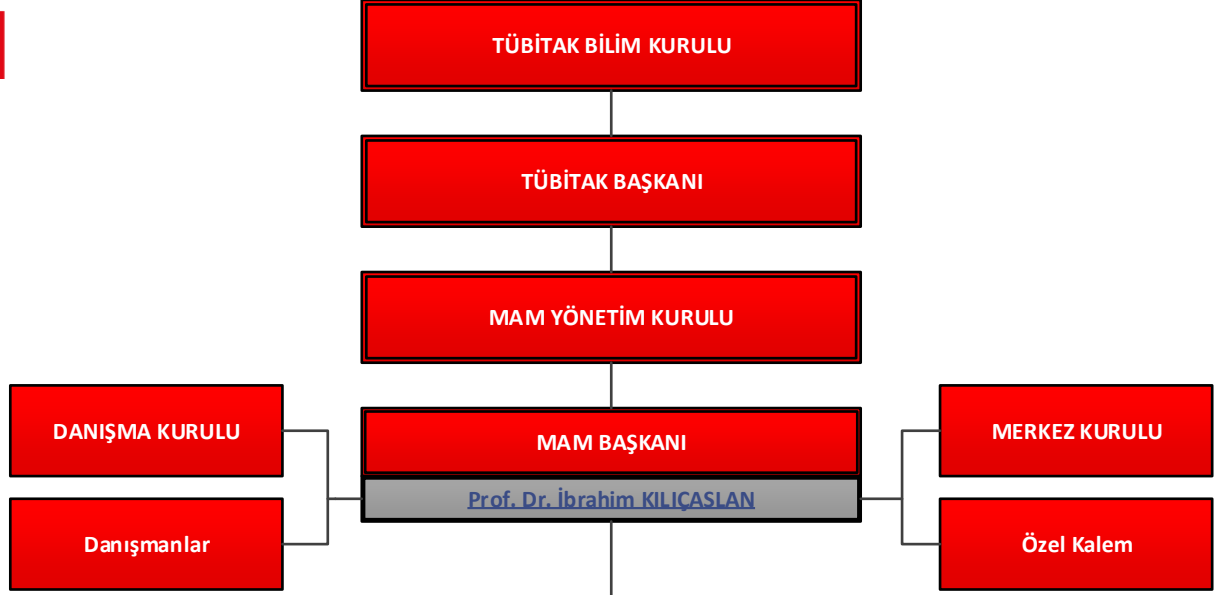 TÜBİTAK BİLİM KURULU
TÜBİTAK BAŞKANI
MAM YÖNETİM KURULU
DANIŞMA KURULU
MAM BAŞKANI
MERKEZ KURULU
Prof. Dr. İbrahim KILIÇASLAN
Danışmanlar
Özel Kalem